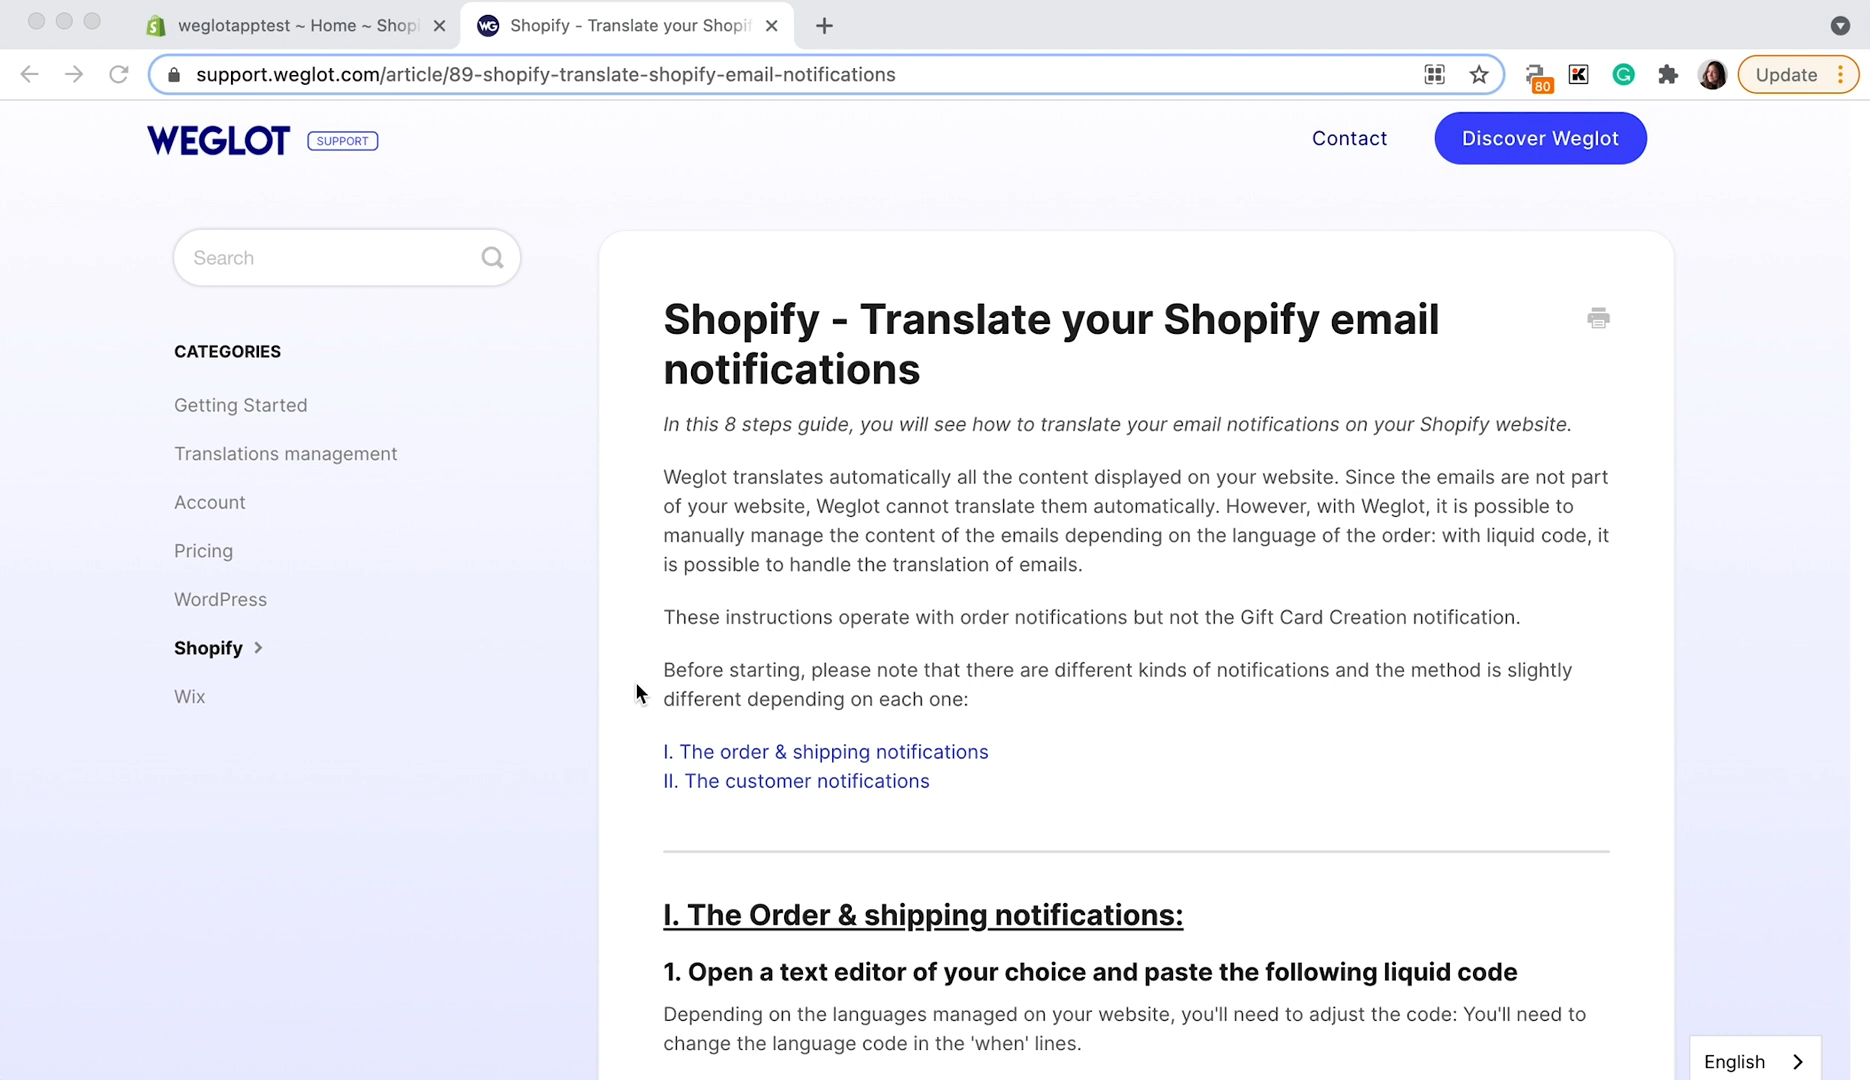 weglotapptest ~ Home ~ Shopi
Shopify - Translate your Shopif
support.weglot.com/article/89-shopify-translate-shopify-email-notifications
80
Update
WEGLOT
SUPPORT
Contact
Discover Weglot
Search
CATEGORIES
Getting Started
Translations management
Account
Pricing
WordPress
Shopify
Wix
Shopify - Translate your Shopify email
notifications
In this 8 steps guide, you will see how to translate your email notifications on your Shopify website.
Weglot translates automatically all the content displayed on your website. Since the emails are not part
of your website, Weglot cannot translate them automatically. However, with Weglot, it is possible to
manually manage the content of the emails depending on the language of the order: with liquid code, it
is possible to handle the translation of emails.
These instructions operate with order notifications but not the Gift Card Creation notification.
Before starting, please note that there are different kinds of notifications and the method is slightly
different depending on each one:
I. The order & shipping notifications
II. The customer notifications
I. The Order & shipping notifications:
1. Open a text editor of your choice and paste the following liquid code
Depending on the languages managed on your website, you'll need to adjust the code: You'll need to
change the language code in the 'when' lines.
English